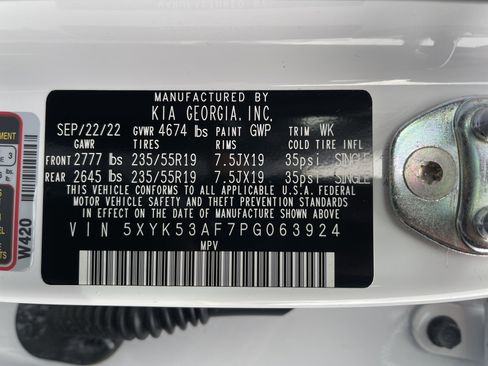 MANUFACTURED BY
KIA GEORGIA, INC.
SEP/22/22 GVWR 4674 lbs PAINT GWP TRIM WK
GAWR TIRES RIMS COLD TIRE INFL
FRONT 2777 lbs 235/55R19 7.5JX19 35psi SINGLE
REAR 2645 lbs 235/55R19 7.5JX19 35psi SINGLE
THIS VEHICLE CONFORMS TO ALL APPLICABLE U.S.A. FEDERAL
MOTOR VEHICLE SAFETY STANDARDS IN EFFECT ON THE
DATE OF MANUFACTURE SHOWN ABOVE.
VIN 5XYK53AF7PG063924
MPV
W420
3